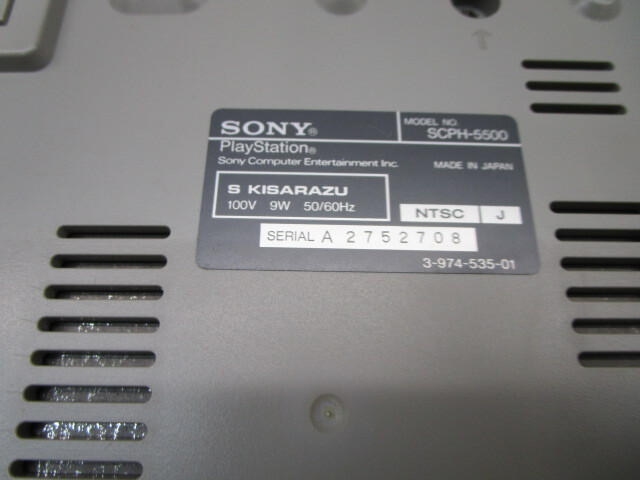 SONY®
MODEL NO.
SCPH-5500
PlayStation®
Sony Computer Entertainment Inc.
MADE IN JAPAN
S KISARAZU
100V 9W 50/60Hz
NTSC J
SERIAL A 2752708
3-974-535-01